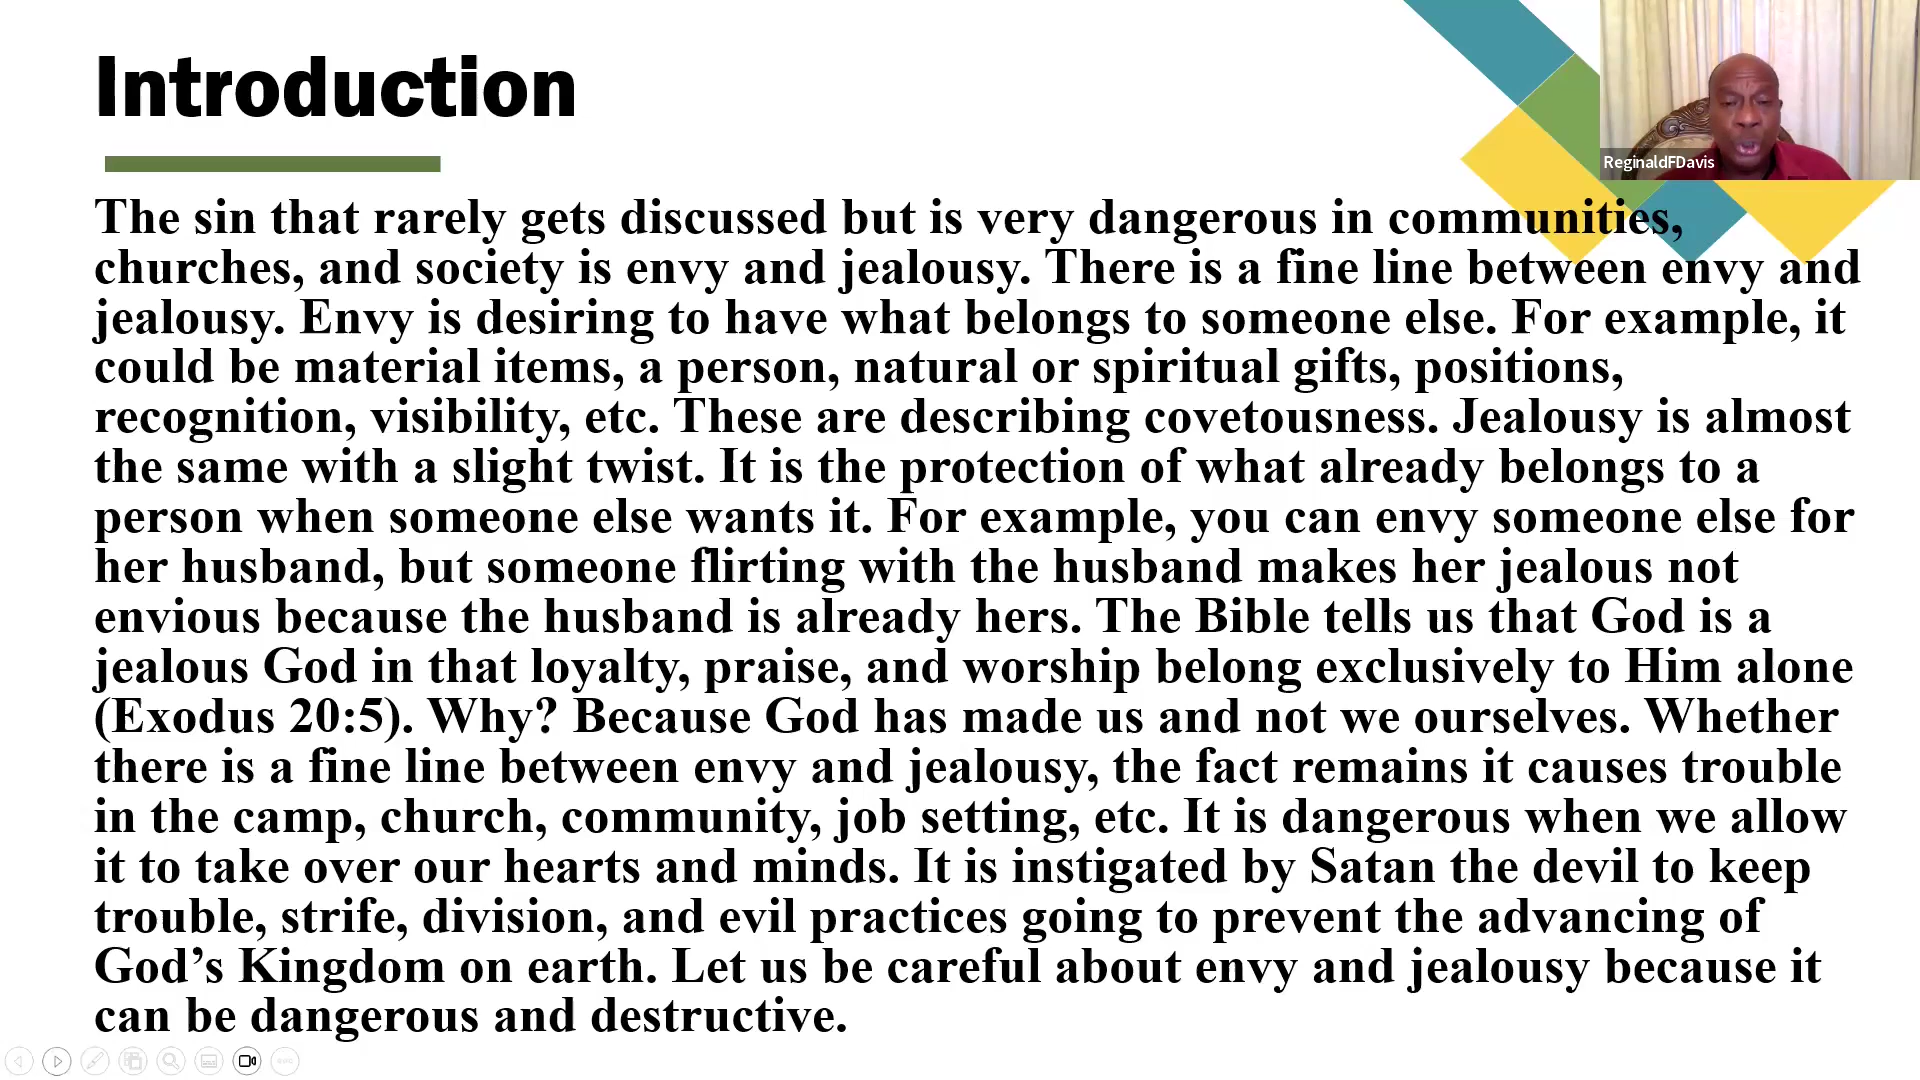 Introduction
ReginaldFDavis
The sin that rarely gets discussed but is very dangerous in communities,
churches, and society is envy and jealousy. There is a fine line between envy and
jealousy. Envy is desiring to have what belongs to someone else. For example, it
could be material items, a person, natural or spiritual gifts, positions,
recognition, visibility, etc. These are describing covetousness. Jealousy is almost
the same with a slight twist. It is the protection of what already belongs to a
person when someone else wants it. For example, you can envy someone else for
her husband, but someone flirting with the husband makes her jealous not
envious because the husband is already hers. The Bible tells us that God is a
jealous God in that loyalty, praise, and worship belong exclusively to Him alone
(Exodus 20:5). Why? Because God has made us and not we ourselves. Whether
there is a fine line between envy and jealousy, the fact remains it causes trouble
in the camp, church, community, job setting, etc. It is dangerous when we allow
it to take over our hearts and minds. It is instigated by Satan the devil to keep
trouble, strife, division, and evil practices going to prevent the advancing of
God’s Kingdom on earth. Let us be careful about envy and jealousy because it
can be dangerous and destructive.